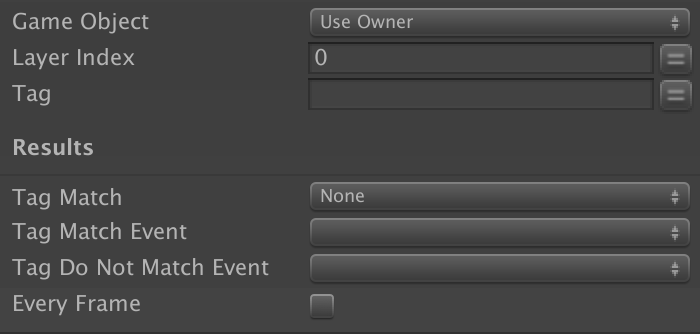 Game Object Use Owner
Layer Index 0
Tag
Results
Tag Match None
Tag Match Event
Tag Do Not Match Event
Every Frame